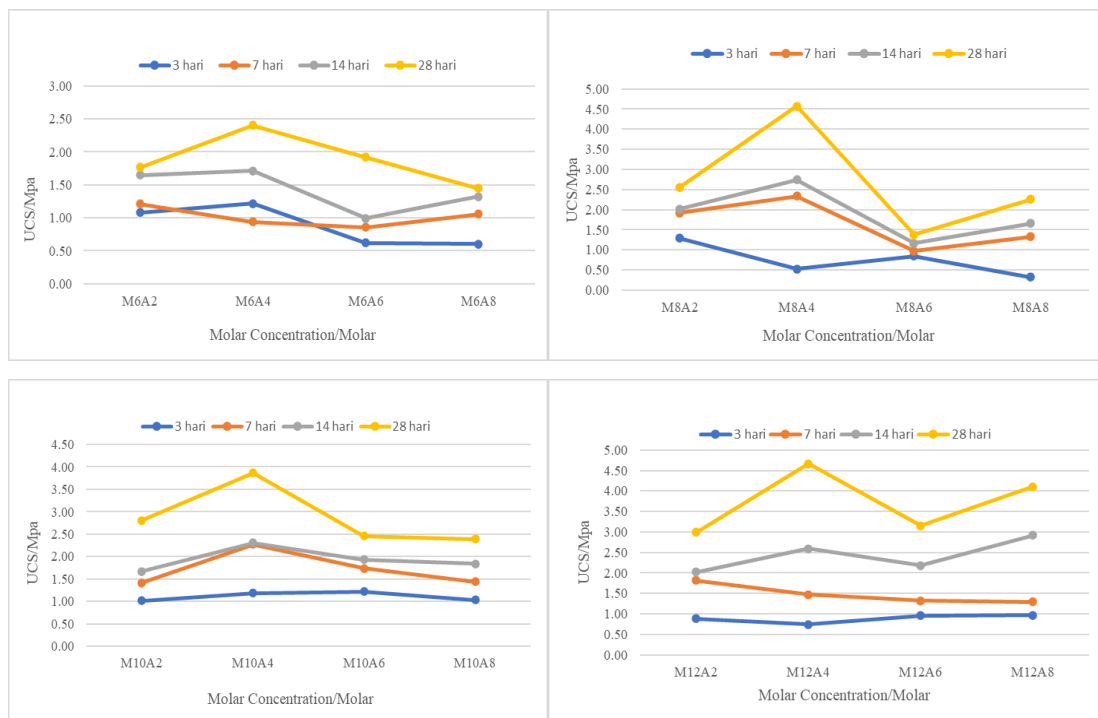 3 hari 7 hari 14 hari 28 hari
3.00
2.50
2.00
1.50
1.00
0.50
0.00
UCS/Mpa
M6A2 M6A4 M6A6 M6A8
Molar Concentration/Molar
3 hari 7 hari 14 hari 28 hari
5.00
4.50
4.00
3.50
3.00
2.50
2.00
1.50
1.00
0.50
0.00
UCS/Mpa
M8A2 M8A4 M8A6 M8A8
Molar Concentration/Molar
3 hari 7 hari 14 hari 28 hari
4.50
4.00
3.50
3.00
2.50
2.00
1.50
1.00
0.50
0.00
UCS/Mpa
M10A2 M10A4 M10A6 M10A8
Molar Concentration/Molar
3 hari 7 hari 14 hari 28 hari
5.00
4.50
4.00
3.50
3.00
2.50
2.00
1.50
1.00
0.50
0.00
UCS/Mpa
M12A2 M12A4 M12A6 M12A8
Molar Concentration/Molar